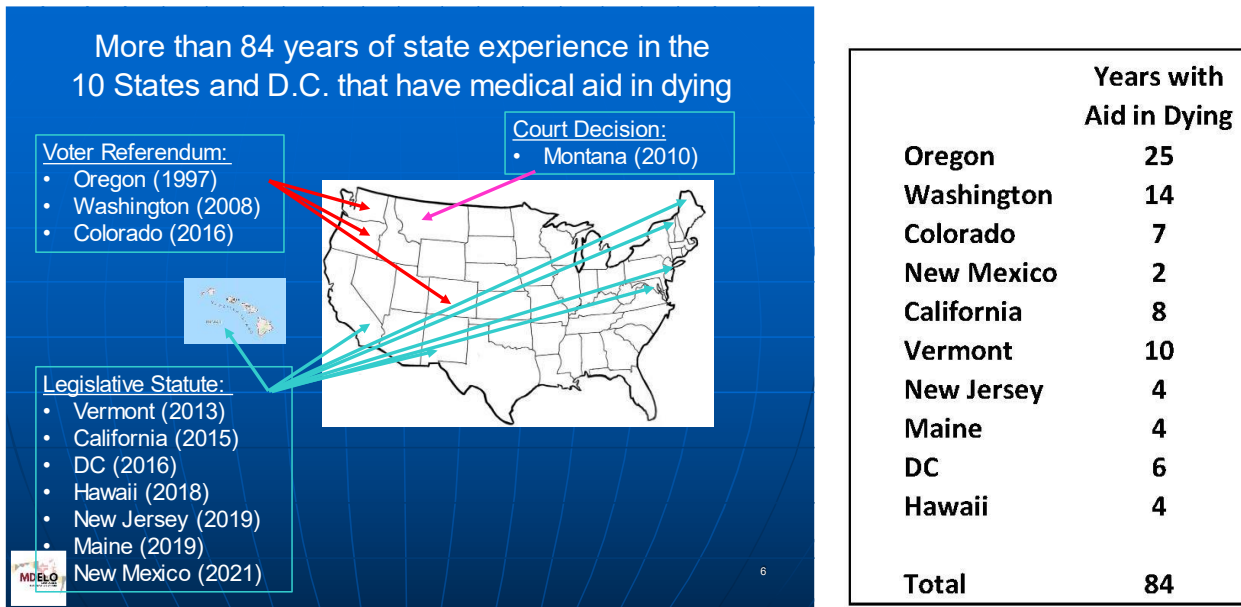 More than 84 years of state experience in the
10 States and D.C. that have medical aid in dying
Voter Referendum:
• Oregon (1997)
• Washington (2008)
• Colorado (2016)
Court Decision:
• Montana (2010)
Legislative Statute:
• Vermont (2013)
• California (2015)
• DC (2016)
• Hawaii (2018)
• New Jersey (2019)
• Maine (2019)
• New Mexico (2021)
MDELO
6
Years with
Aid in Dying
Oregon 25
Washington 14
Colorado 7
New Mexico 2
California 8
Vermont 10
New Jersey 4
Maine 4
DC 6
Hawaii 4
Total 84